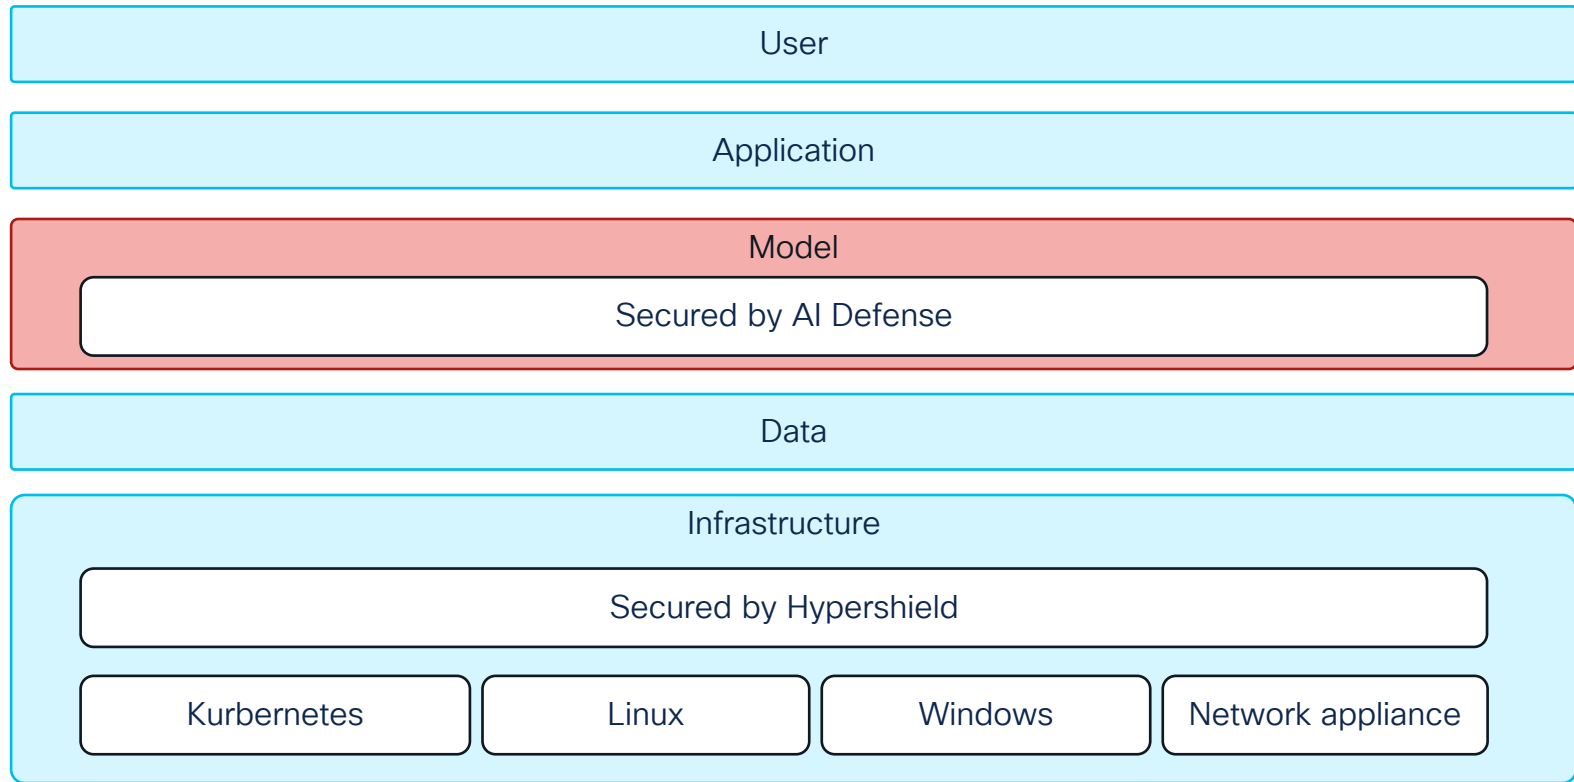 User
Application
Model
Secured by AI Defense
Data
Infrastructure
Secured by Hypershield
Kurbernetes
Linux
Windows
Network appliance